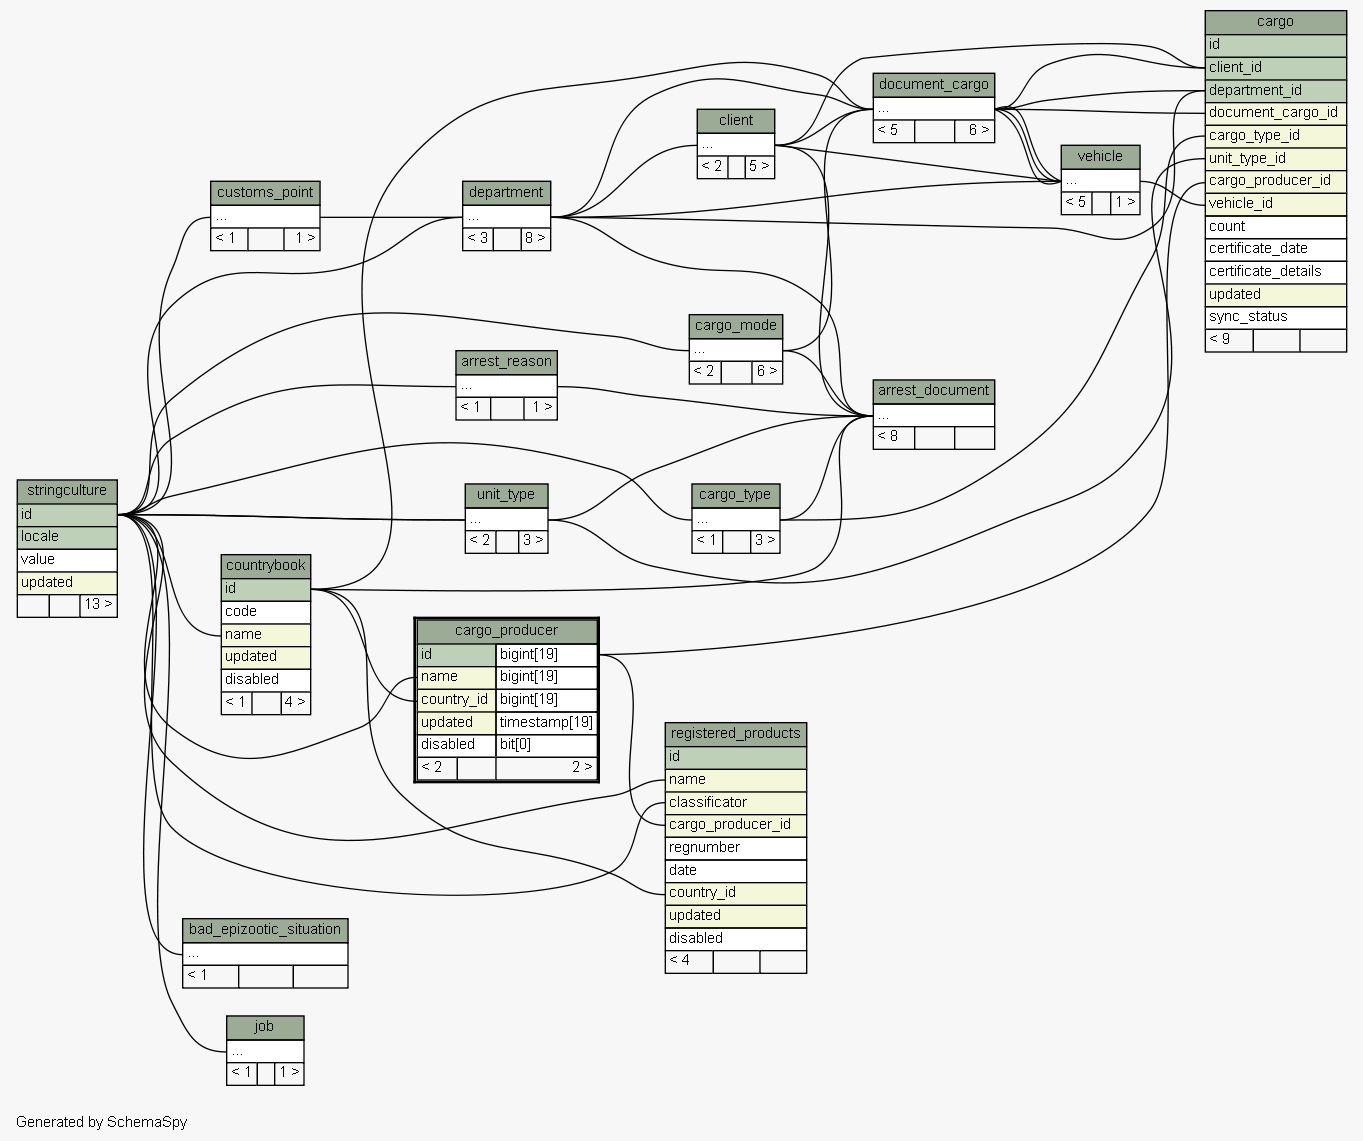 cargo
id
client_id
department_id
document_cargo_id
cargo_type_id
unit_type_id
cargo_producer_id
vehicle_id
count
certificate_date
certificate_details
updated
sync_status
< 9
document_cargo
...
< 5 6 >
client
...
< 2 5 >
vehicle
...
< 5 1 >
customs_point
...
< 1 1 >
department
...
< 3 8 >
cargo_mode
...
< 2 6 >
arrest_reason
...
< 1 1 >
arrest_document
...
< 8
stringculture
id
locale
value
updated
13 >
unit_type
...
< 2 3 >
cargo_type
...
< 1 3 >
countrybook
id
code
name
updated
disabled
< 1 4 >
cargo_producer
id bigint[19]
name bigint[19]
country_id bigint[19]
updated timestamp[19]
disabled bit[0]
< 2 2 >
registered_products
id
name
classificator
cargo_producer_id
regnumber
date
country_id
updated
disabled
< 4
bad_epizootic_situation
...
< 1
job
...
< 1 1 >
Generated by SchemaSpy